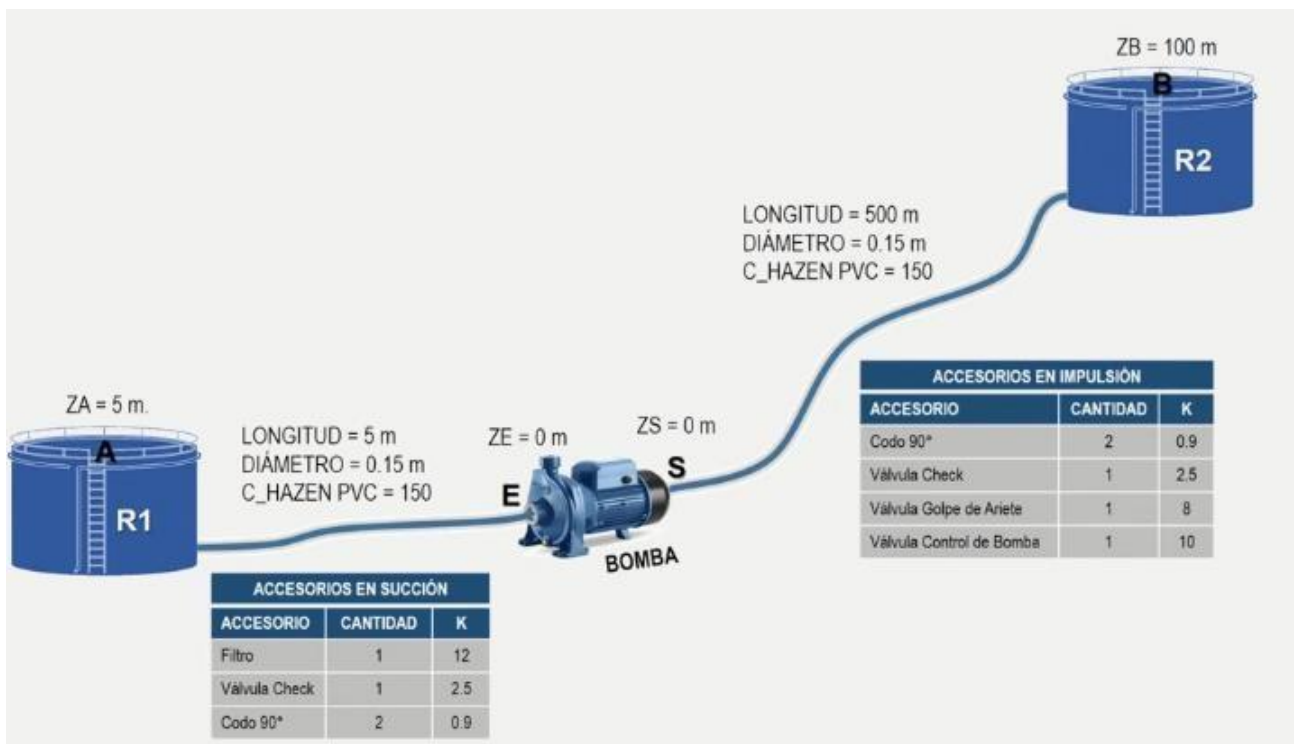 ZB = 100 m
B
R2
LONGITUD = 500 m
DIÁMETRO = 0.15 m
C_HAZEN PVC = 150
ZA = 5 m.
A
R1
LONGITUD = 5 m
DIÁMETRO = 0.15 m
C_HAZEN PVC = 150
ZE = 0 m
ZS = 0 m
E
S
BOMBA
ACCESORIOS EN IMPULSIÓN
ACCESORIO CANTIDAD K
Codo 90° 2 0.9
Válvula Check 1 2.5
Válvula Golpe de Ariete 1 8
Válvula Control de Bomba 1 10
ACCESORIOS EN SUCCIÓN
ACCESORIO CANTIDAD K
Filtro 1 12
Válvula Check 1 2.5
Codo 90° 2 0.9